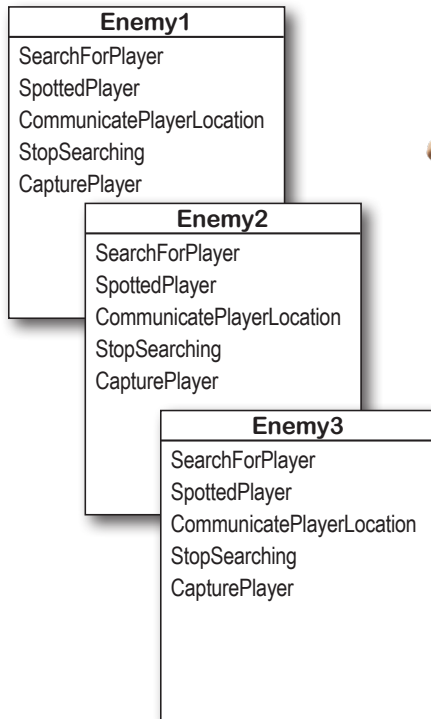 Enemy1
SearchForPlayer
SpottedPlayer
CommunicatePlayerLocation
StopSearching
CapturePlayer
Enemy2
SearchForPlayer
SpottedPlayer
CommunicatePlayerLocation
StopSearching
CapturePlayer
Enemy3
SearchForPlayer
SpottedPlayer
CommunicatePlayerLocation
StopSearching
CapturePlayer